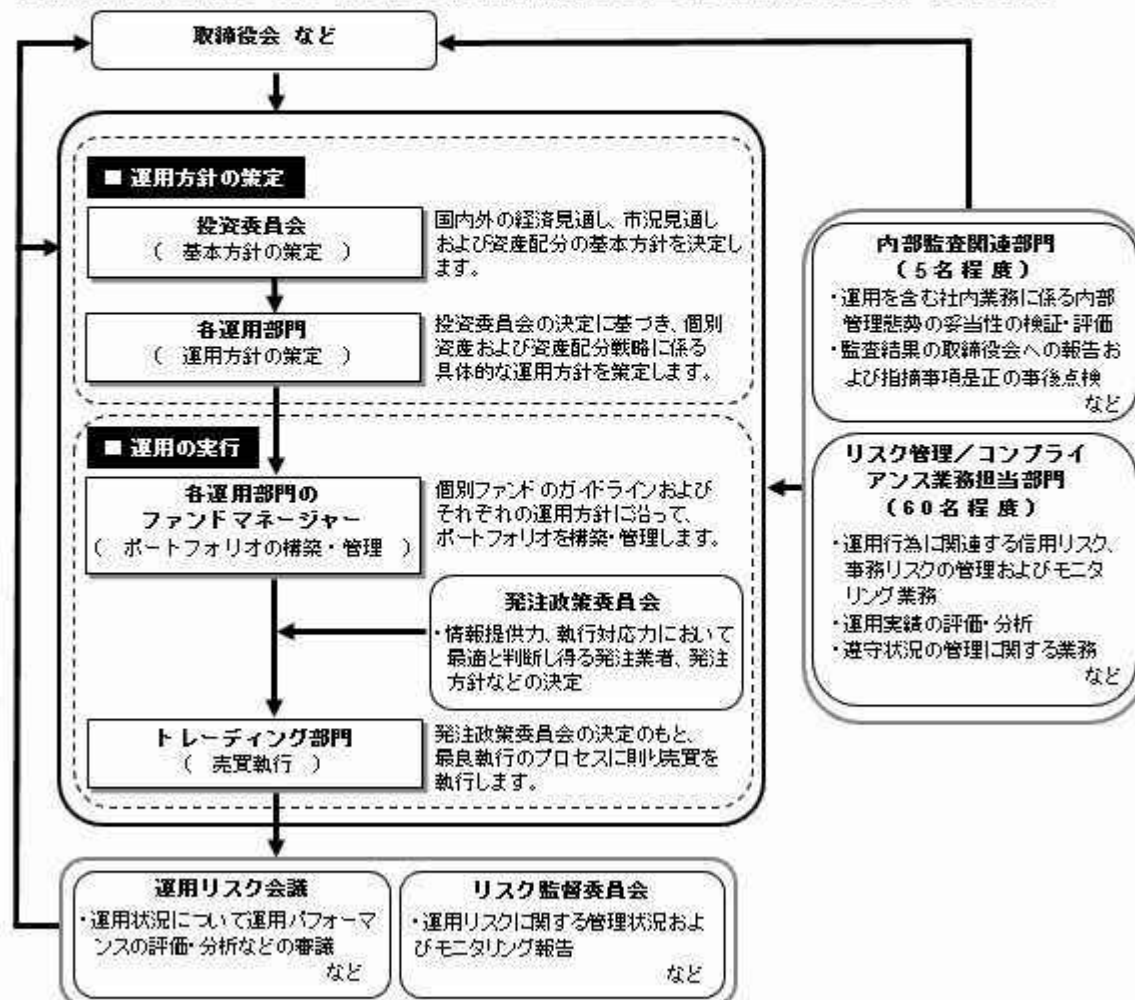 取締役会 など
■ 運用方針の策定
投資委員会
( 基本方針の策定 )
国内外の経済見通し、市況見通し
および資産配分の基本方針を決定し
ます。
各運用部門
( 運用方針の策定 )
投資委員会の決定に基づき、個別
資産および資産配分戦略に係る
具体的な運用方針を策定します。
■ 運用の実行
各運用部門の
ファンドマネージャー
( ポートフォリオの構築・管理 )
個別ファンドのガイドラインおよび
それぞれの運用方針に沿って、
ポートフォリオを構築・管理します。
発注政策委員会
・情報提供力、執行対応力において
最適と判断し得る発注業者、発注
方針などの決定
トレーディング部門
( 売買執行 )
発注政策委員会の決定のもと、
最良執行のプロセスに則り売買を
執行します。
内部監査関連部門
(5名程度)
・運用を含む社内業務に係る内部
管理態勢の妥当性の検証・評価
・監査結果の取締役会への報告お
よび指摘事項是正の事後点検
など
リスク管理/コンプライ
アンス業務担当部門
(60名程度)
・運用行為に関連する信用リスク、
事務リスクの管理およびモニタ
リング業務
・運用実績の評価・分析
・遵守状況の管理に関する業務
など
運用リスク会議
・運用状況について運用パフォーマ
ンスの評価・分析などの審議
など
リスク監督委員会
・運用リスクに関する管理状況およ
びモニタリング報告
など